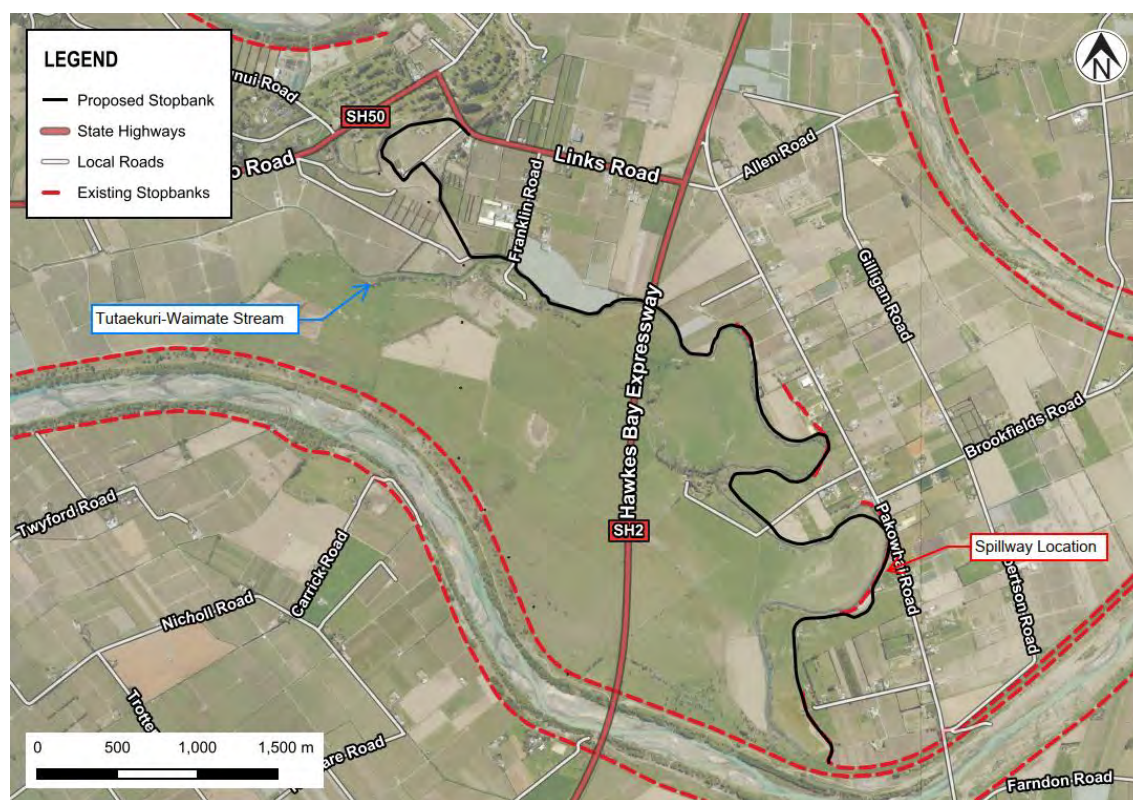 LEGEND
Proposed Stopbank
State Highways
Local Roads
Existing Stopbanks
N
SH50
Links Road
Allen Road
Franklin Road
Gilligan Road
Tutaekuri-Waimate Stream
Hawkes Bay Expressway
SH2
Brookfields Road
Pakowhai Road
Spillway Location
Twyford Road
Carrick Road
Nicholl Road
Farndon Road
0 500 1,000 1,500 m